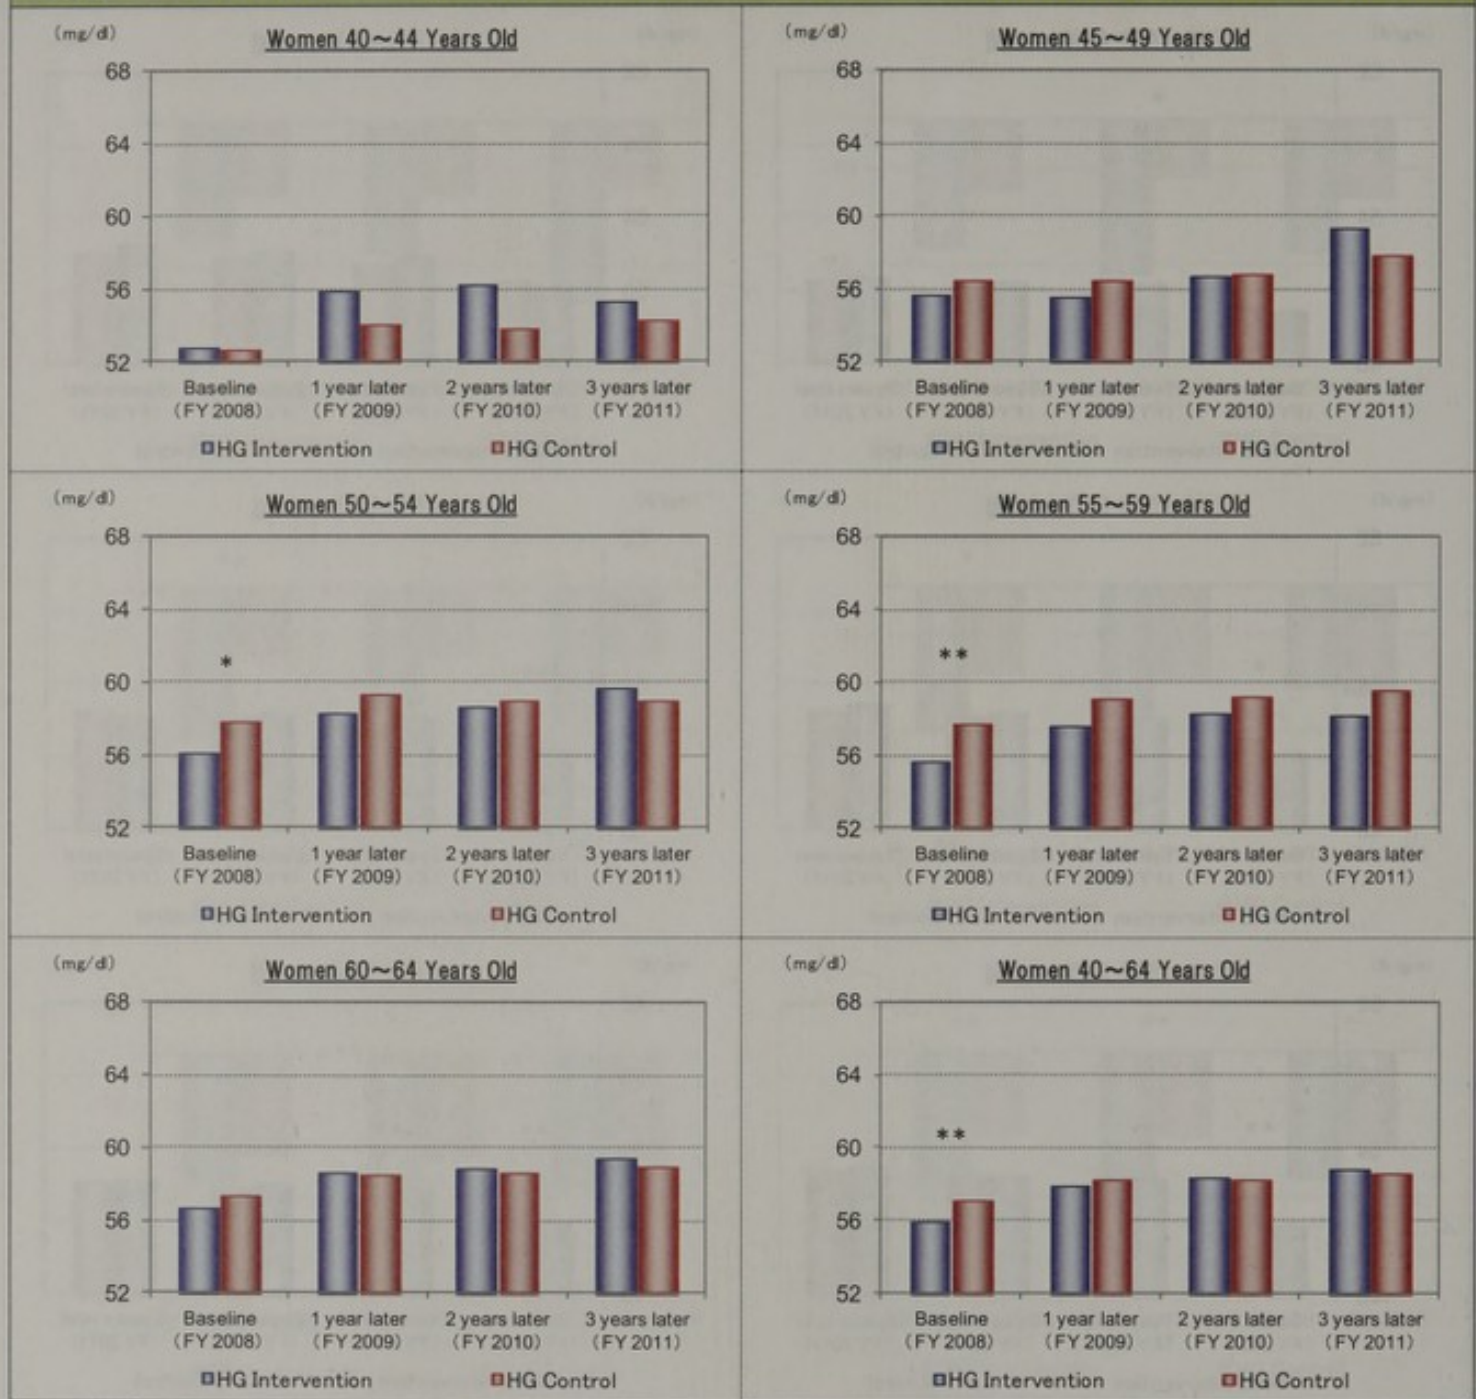 (mg/dl)
Women 40～44 Years Old
68
64
60
56
52
Baseline 1 year later 2 years later 3 years later
(FY 2008) (FY 2009) (FY 2010) (FY 2011)
HG Intervention HG Control
(mg/dl)
Women 45～49 Years Old
68
64
60
56
52
Baseline 1 year later 2 years later 3 years later
(FY 2008) (FY 2009) (FY 2010) (FY 2011)
HG Intervention HG Control
(mg/dl)
Women 50～54 Years Old
68
64
*
60
56
52
Baseline 1 year later 2 years later 3 years later
(FY 2008) (FY 2009) (FY 2010) (FY 2011)
HG Intervention HG Control
(mg/dl)
Women 55～59 Years Old
68
64
**
60
56
52
Baseline 1 year later 2 years later 3 years later
(FY 2008) (FY 2009) (FY 2010) (FY 2011)
HG Intervention HG Control
(mg/dl)
Women 60～64 Years Old
68
64
60
56
52
Baseline 1 year later 2 years later 3 years later
(FY 2008) (FY 2009) (FY 2010) (FY 2011)
HG Intervention HG Control
(mg/dl)
Women 40～64 Years Old
68
64
**
60
56
52
Baseline 1 year later 2 years later 3 years later
(FY 2008) (FY 2009) (FY 2010) (FY 2011)
HG Intervention HG Control